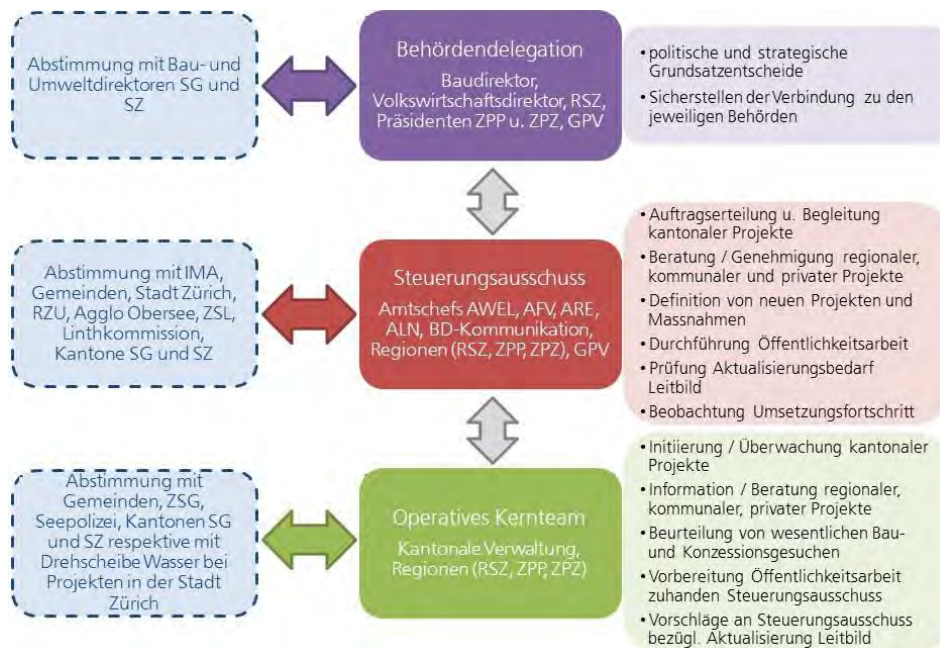 Abstimmung mit Bau- und
Umweltdirektoren SG und
SZ
Behördendelegation
Baudirektor,
Volkswirtschaftsdirektor, RSZ,
Präsidenten ZPP u. ZPZ, GPV
• politische und strategische
Grundsatzentscheide
• Sicherstellen der Verbindung zu den
jeweiligen Behörden
Abstimmung mit IMA,
Gemeinden, Stadt Zürich,
RZU, Agglo Obersee, ZSL,
Linthkommission,
Kantone SG und SZ
Steuerungsausschuss
Amtschefs AWEL, AFV, ARE,
ALN, BD-Kommunikation,
Regionen (RSZ, ZPP, ZPZ), GPV
• Auftragserteilung u. Begleitung
kantonaler Projekte
• Beratung / Genehmigung regionaler,
kommunaler und privater Projekte
• Definition von neuen Projekten und
Massnahmen
• Durchführung Öffentlichkeitsarbeit
• Prüfung Aktualisierungsbedarf
Leitbild
• Beobachtung Umsetzungsfortschritt
Abstimmung mit
Gemeinden, ZSG,
Seepolizei, Kantonen SG
und SZ respektive mit
Drehscheibe Wasser bei
Projekten in der Stadt
Zürich
Operatives Kernteam
Kantonale Verwaltung,
Regionen (RSZ, ZPP, ZPZ)
• Initiierung / Überwachung kantonaler
Projekte
• Information / Beratung regionaler,
kommunaler, privater Projekte
• Beurteilung von wesentlichen Bau-
und Konzessionsgesuchen
• Vorbereitung Öffentlichkeitsarbeit
zuhanden Steuerungsausschuss
• Vorschläge an Steuerungsausschuss
bezügl. Aktualisierung Leitbild